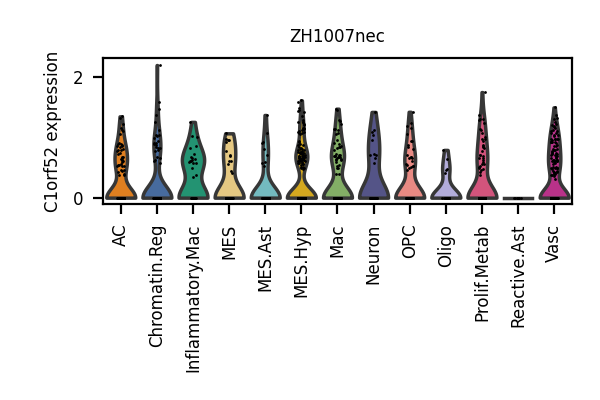 ZH1007nec
C1orf52 expression
2
0
AC
Chromatin.Reg
Inflammatory.Mac
MES
MES.Ast
MES.Hyp
Mac
Neuron
OPC
Oligo
Prolif.Metab
Reactive.Ast
Vasc